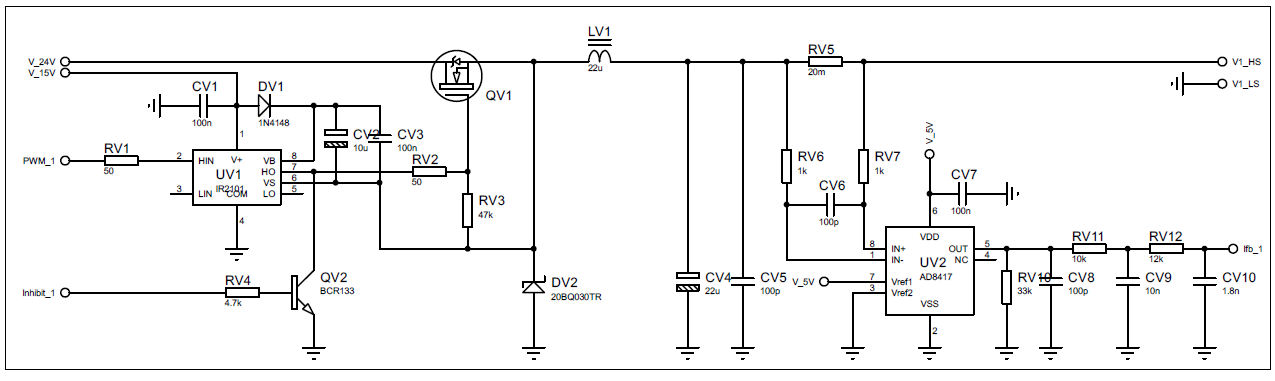 LV1
22u
V_24V
V_15V
RV5
20m
V1_HS
V1_LS
QV1
CV1
100n
DV1
1N4148
CV2
10u
CV3
100n
1
PWM_1
RV1
50
2
HIN
V+
VB
8
HO
7
UV1
VS
6
IR2101
3
LIN
COM
LO
5
4
RV2
50
RV3
47k
RV6
1k
RV7
1k
CV6
100p
V_5V
CV7
100n
6
VDD
8
IN+
OUT
5
1
IN-
NC
4
UV2
AD8417
V_5V
7
Vref1
3
Vref2
VSS
2
RV11
10k
RV12
12k
Ifb_1
RV10
33k
CV8
100p
CV9
10n
CV10
1.8n
Inhibit_1
RV4
4.7k
QV2
BCR133
DV2
20BQ030TR
CV4
22u
CV5
100p